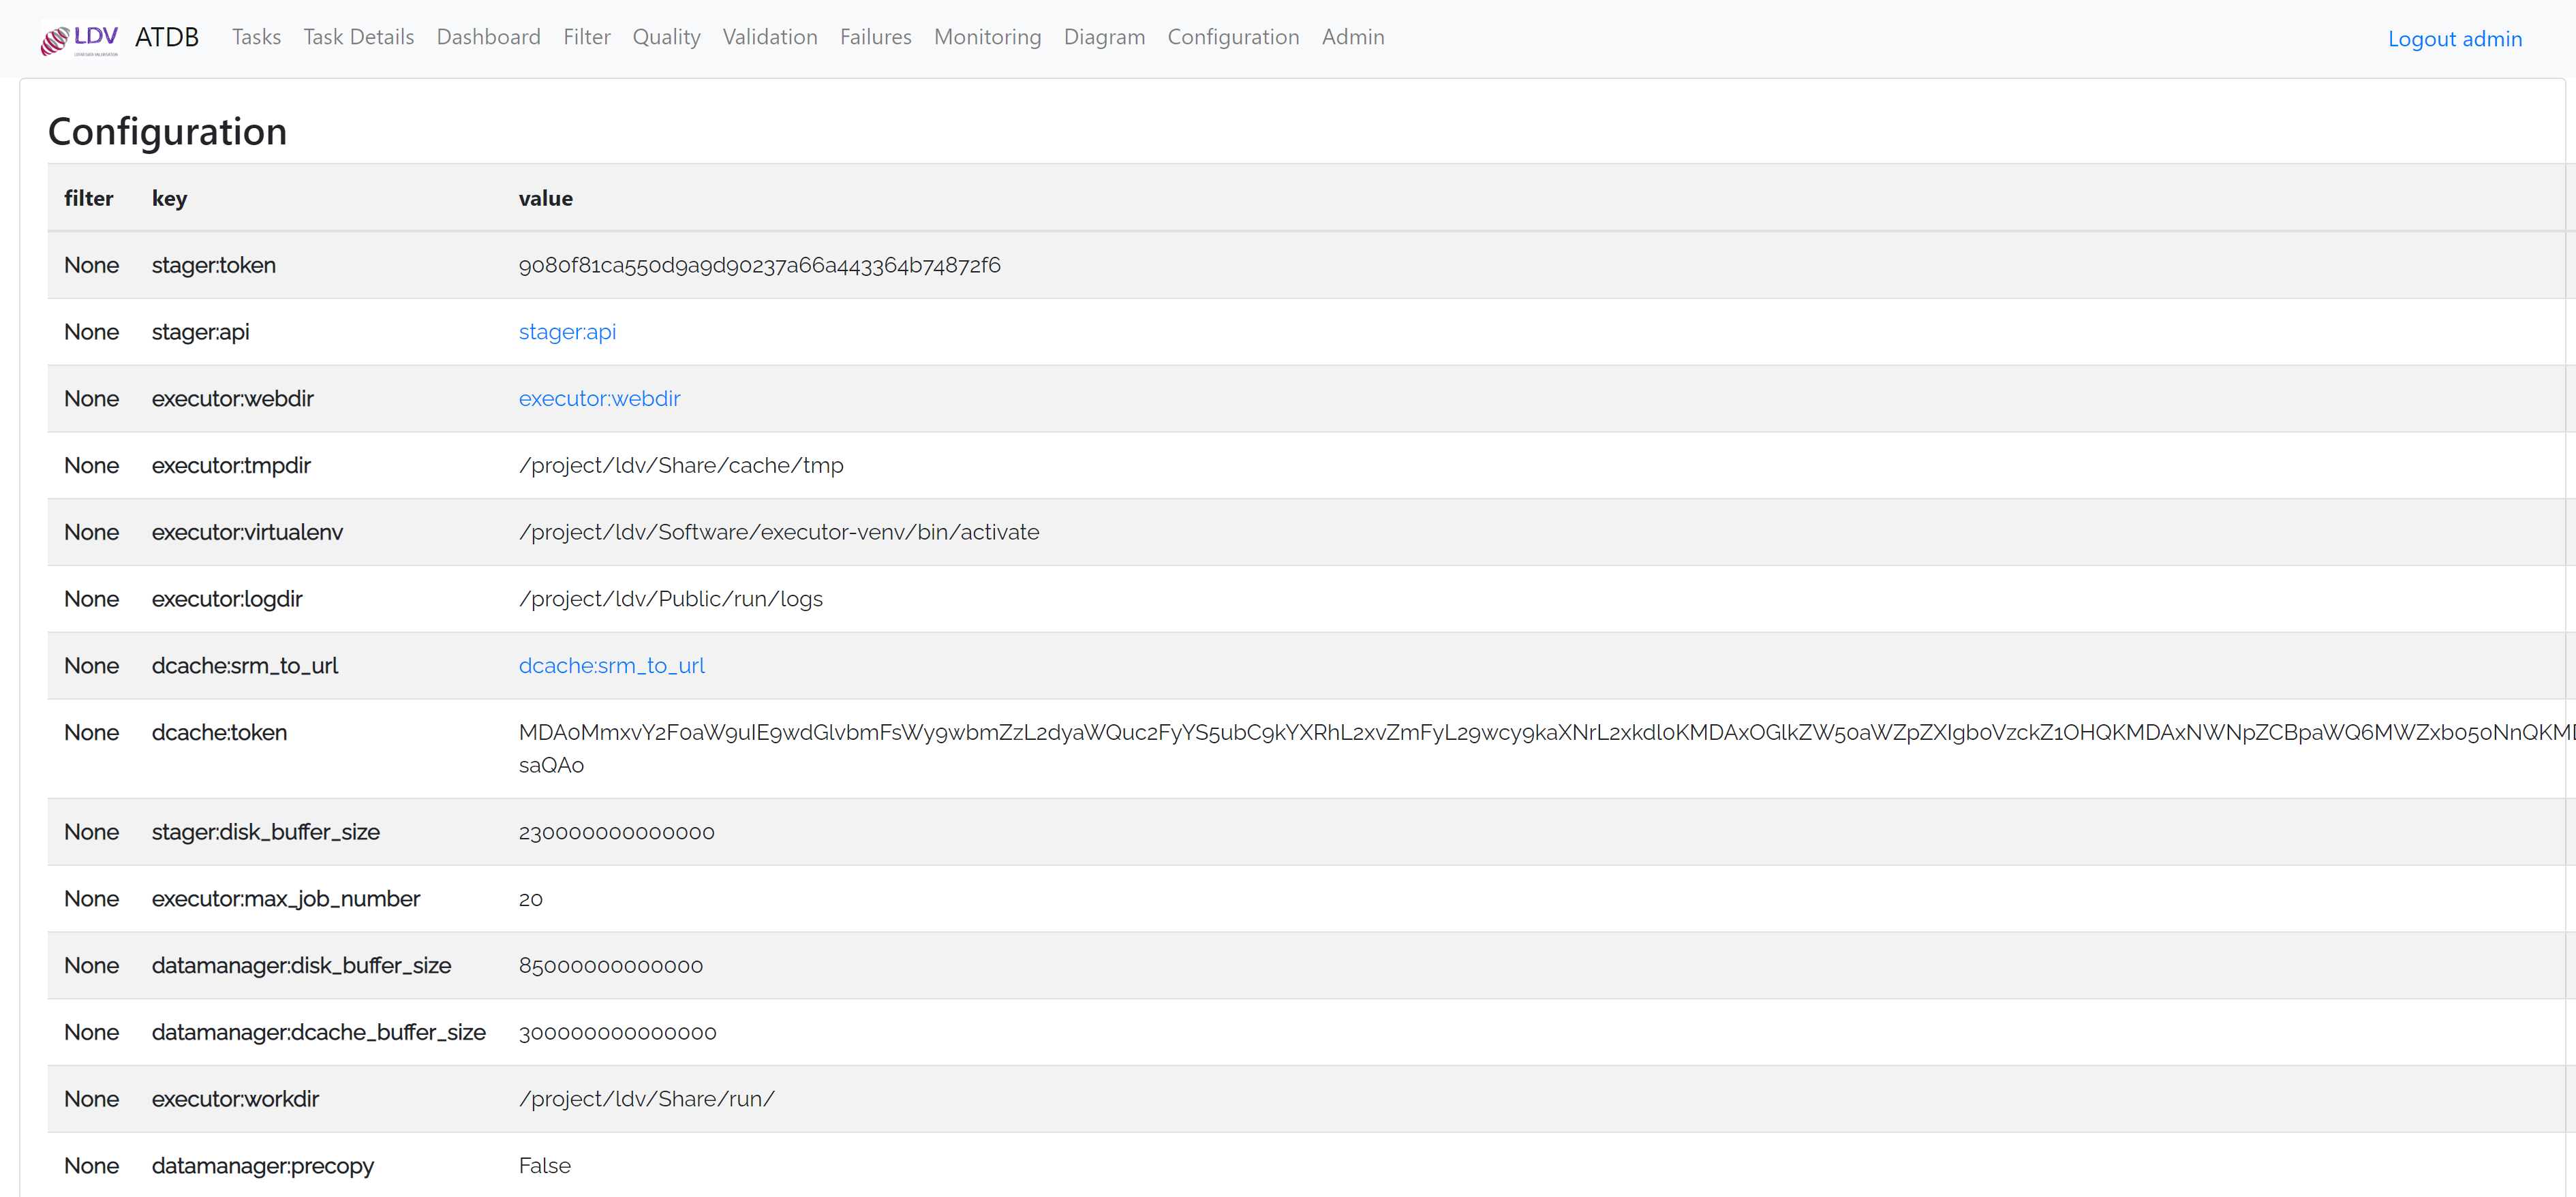 LDV ATDB Tasks Task Details Dashboard Filter Quality Validation Failures Monitoring Diagram Configuration Admin Logout admin
Configuration
filter key value
None stager:token 9080f81ca550d9a9d90237a66a443364b74872f6
None stager:api stager:api
None executor:webdir executor:webdir
None executor:tmpdir /project/ldv/Share/cache/tmp
None executor:virtualenv /project/ldv/Software/executor-venv/bin/activate
None executor:logdir /project/ldv/Public/run/logs
None dcache:srm_to_url dcache:srm_to_url
None dcache:token MDA0MmxvY2F0aW9uIE9wdGlvbmFsWy9wbmZzL2dyaWQuc2FyYS5ubC9kYXRhL2xvZmFyL29wcy9kaXNrL2xkdl0KMDAxOGlkZW50aWZpZXIgb0VzckZ1OHQKMDAxNWNpZCBpaWQ6MWZxb050NnQKMD
saQA0
None stager:disk_buffer_size 230000000000000
None executor:max_job_number 20
None datamanager:disk_buffer_size 85000000000000
None datamanager:dcache_buffer_size 300000000000000
None executor:workdir /project/ldv/Share/run/
None datamanager:precopy False